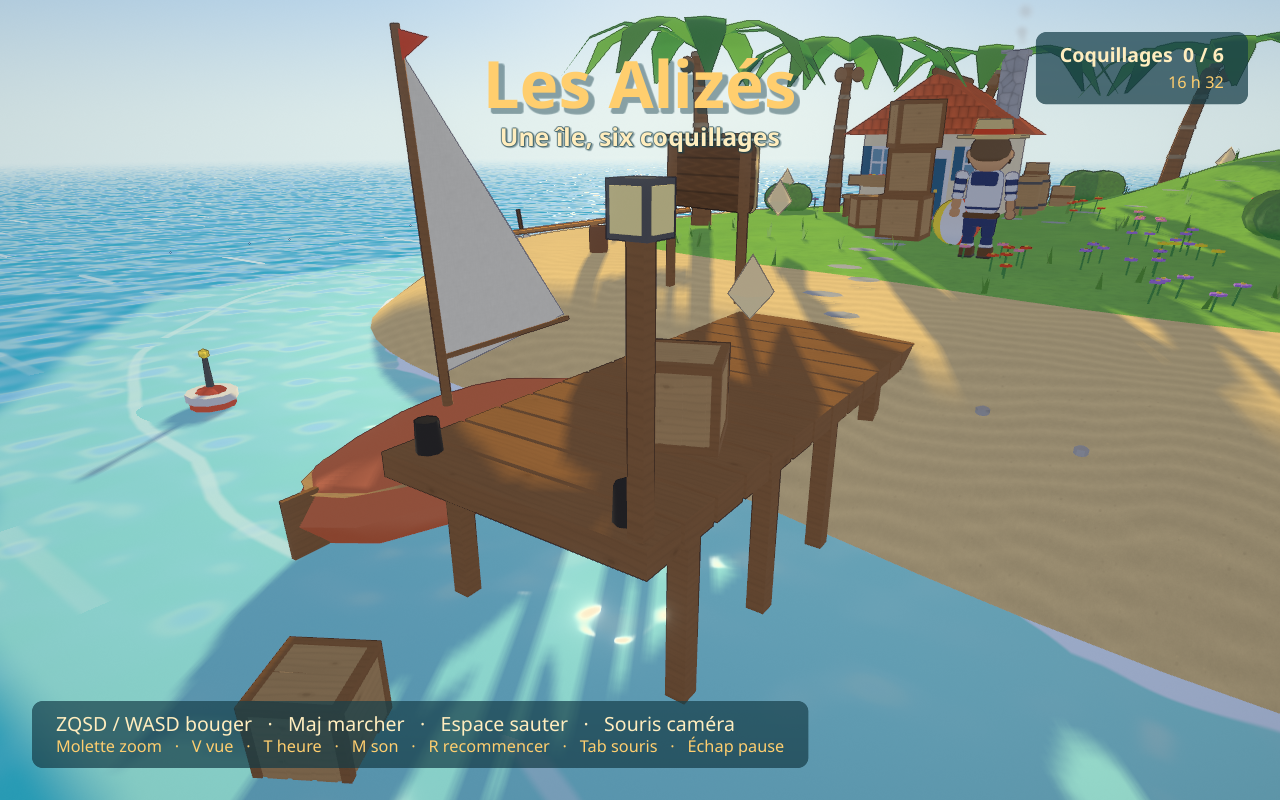 Les Alizés
Une île, six coquillages
Coquillages 0 / 6
16 h 32
ZQSD / WASD bouger · Maj marcher · Espace sauter · Souris caméra
Molette zoom · V vue · T heure · M son · R recommencer · Tab souris · Échap pause